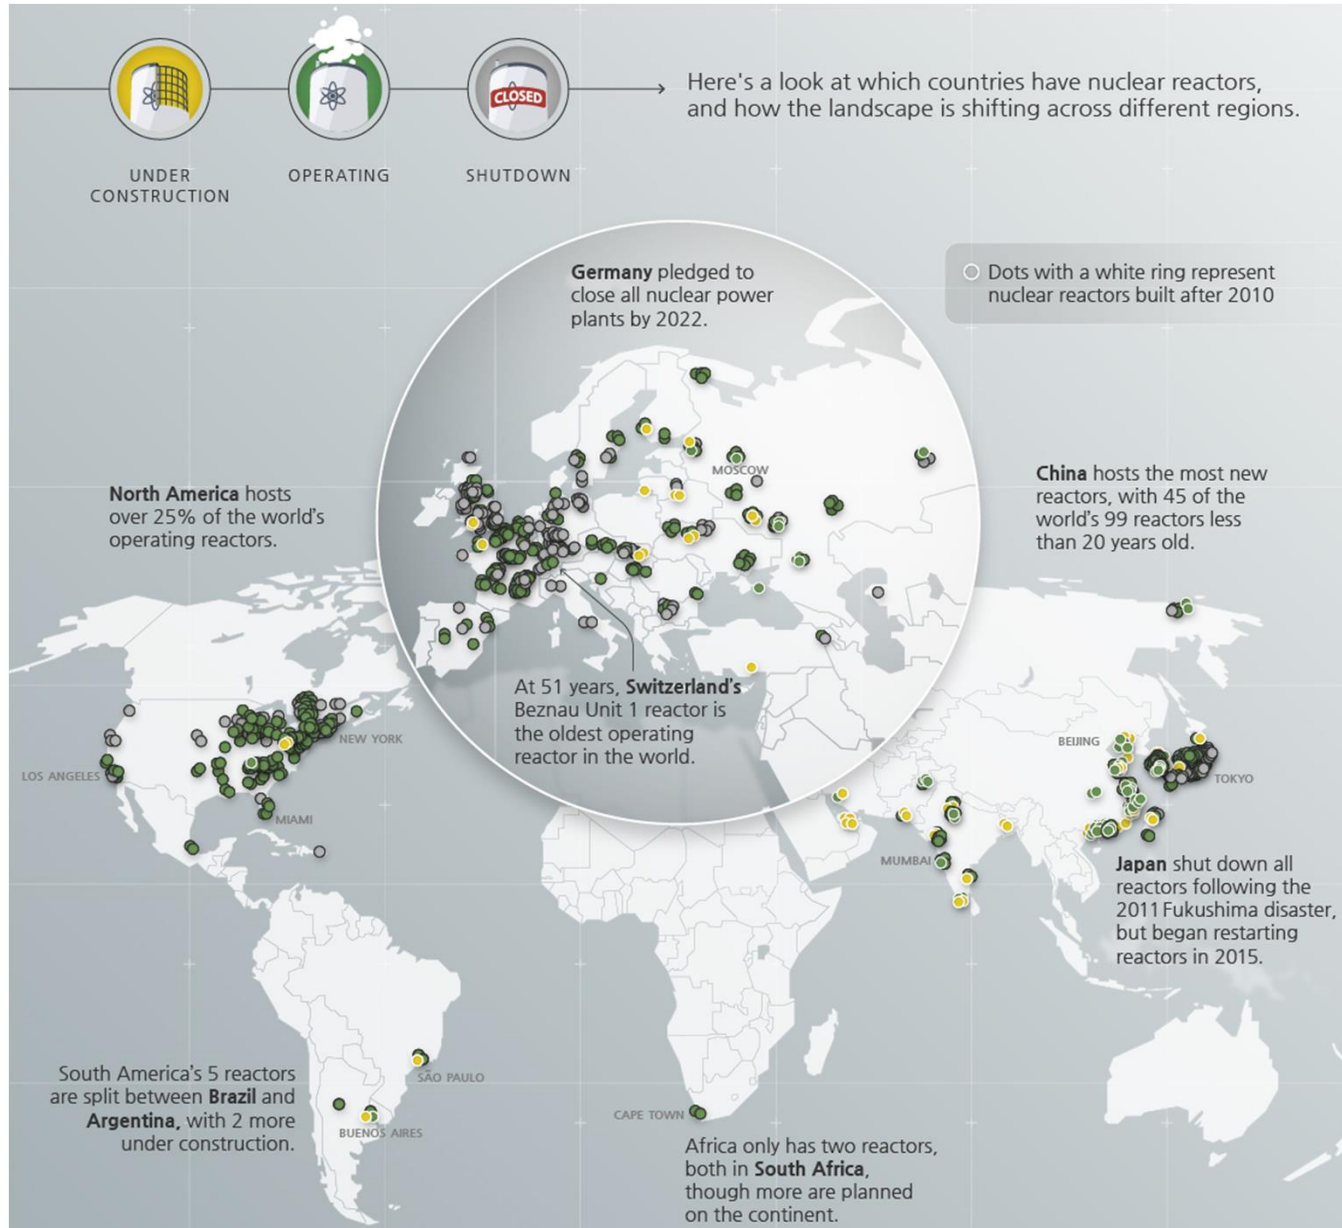 CLOSED
UNDER
CONSTRUCTION
OPERATING
SHUTDOWN
Here's a look at which countries have nuclear reactors,
and how the landscape is shifting across different regions.
Germany pledged to
close all nuclear power
plants by 2022.
Dots with a white ring represent
nuclear reactors built after 2010
MOSCOW
North America hosts
over 25% of the world's
operating reactors.
China hosts the most new
reactors, with 45 of the
world's 99 reactors less
than 20 years old.
At 51 years, Switzerland's
Beznau Unit 1 reactor is
the oldest operating
reactor in the world.
NEW YORK
LOS ANGELES
MIAMI
BEIJING
TOKYO
MUMBAI
Japan shut down all
reactors following the
2011 Fukushima disaster,
but began restarting
reactors in 2015.
South America's 5 reactors
are split between Brazil and
Argentina, with 2 more
under construction.
SÃO PAULO
BUENOS AIRES
CAPE TOWN
Africa only has two reactors,
both in South Africa,
though more are planned
on the continent.